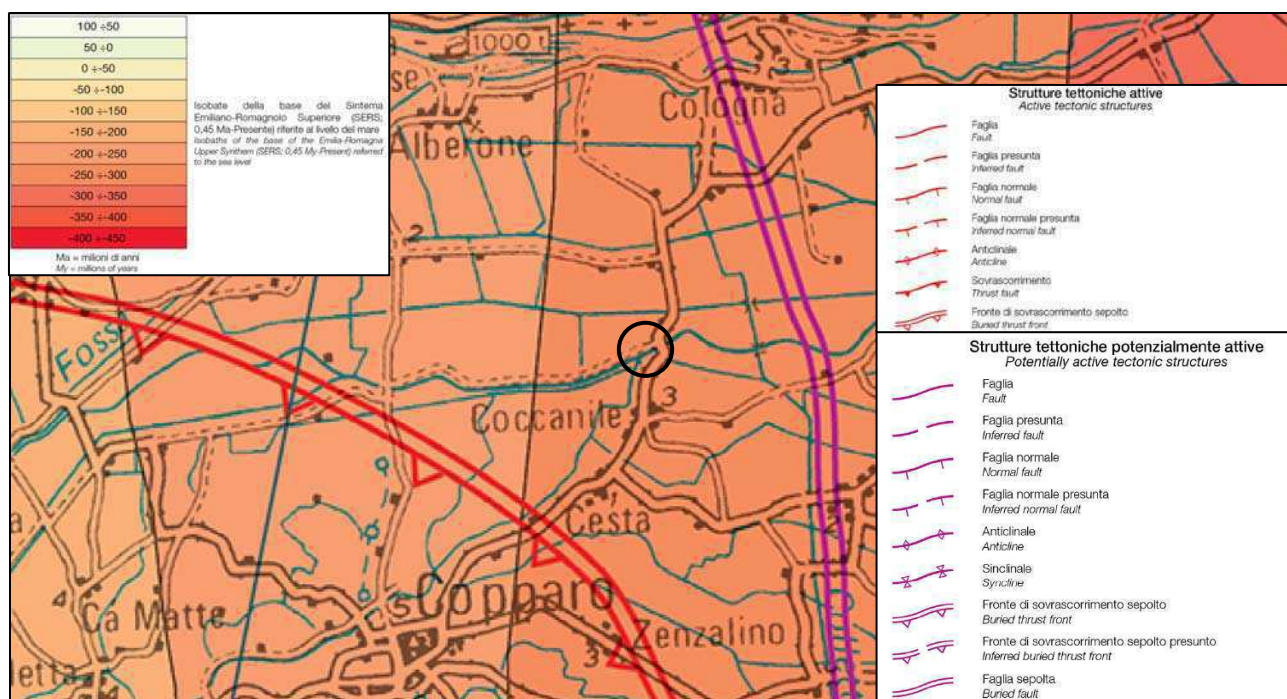 100 ÷50
50 ÷0
0 ÷-50
-50 ÷-100
-100 ÷-150
-150 ÷-200
-200 ÷-250
-250 ÷-300
-300 ÷-350
-350 ÷-400
-400 ÷-450
Ma = milioni di anni
My = millions of years
Isobate della base del Sintema
Emiliano-Romagnolo Superiore (SERS;
0,45 Ma-Presente) riferite al livello del mare
Isobaths of the base of the Emilia-Romagna
Upper Synthem (SERS; 0,45 My-Present) referred
to the sea level
1000 t
3
Cologna
Alberone
2
Fossa
Coccanile
3
1
Cesta
2
Copparo
Ca Matte
4
Zenzalino
3
Strutture tettoniche attive
Active tectonic structures
Faglia
Fault
Faglia presunta
Inferred fault
Faglia normale
Normal fault
Faglia normale presunta
Inferred normal fault
Anticlinale
Anticline
Sovrascorrimento
Thrust fault
Fronte di sovrascorrimento sepolto
Buried thrust front
Strutture tettoniche potenzialmente attive
Potentially active tectonic structures
Faglia
Fault
Faglia presunta
Inferred fault
Faglia normale
Normal fault
Faglia normale presunta
Inferred normal fault
Anticlinale
Anticline
Sinclinale
Syncline
Fronte di sovrascorrimento sepolto
Buried thrust front
Fronte di sovrascorrimento sepolto presunto
Inferred buried thrust front
Faglia sepolta
Buried fault